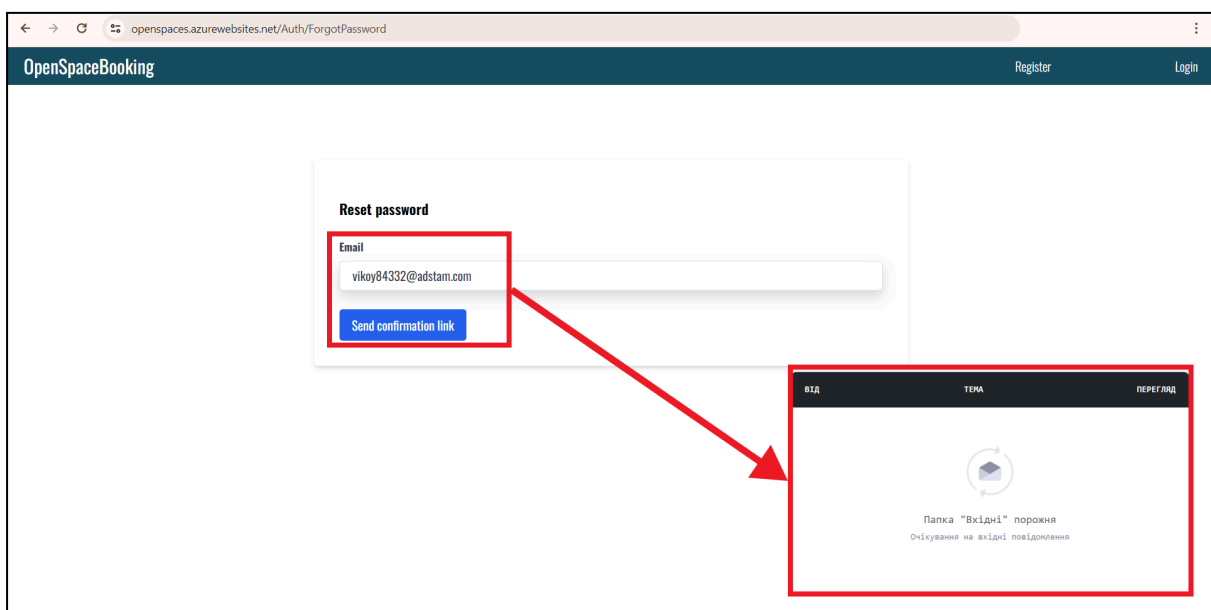 openspaces.azurewebsites.net/Auth/ForgotPassword
OpenSpaceBooking Register Login
Reset password
Email
vikoy84332@adstam.com
Send confirmation link
ВІД ТЕМА ПЕРЕГЛЯД
Папка "Вхідні" порожня
Очікування на вхідні повідомлення